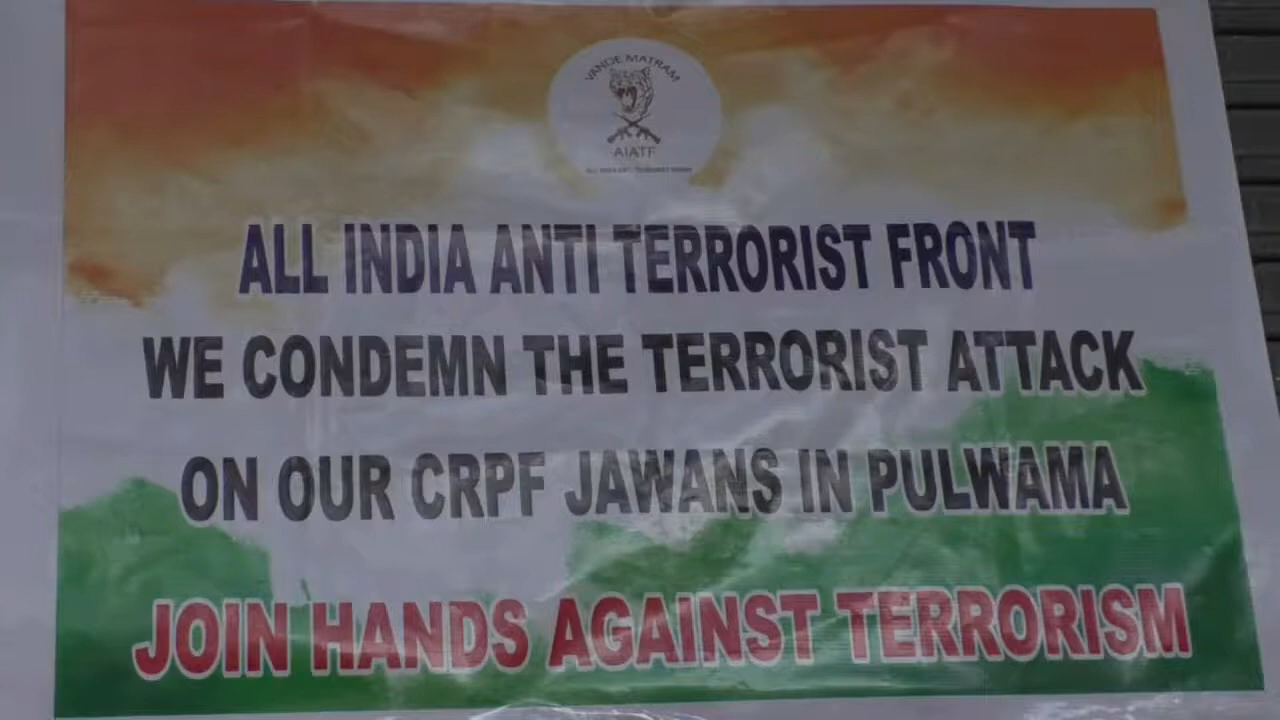 VANDE MATRAM
AIATF
ALL INDIA ANTI TERRORIST FRONT
WE CONDEMN THE TERRORIST ATTACK
ON OUR CRPF JAWANS IN PULWAMA
JOIN HANDS AGAINST TERRORISM